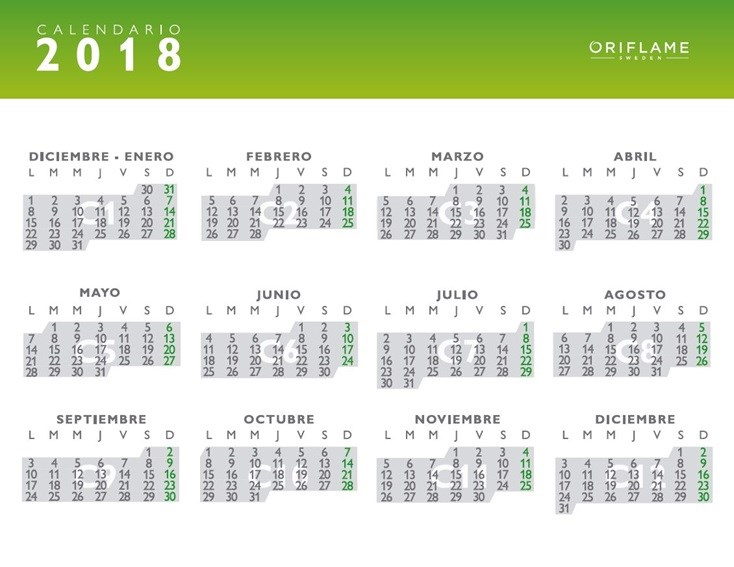 CALENDARIO
2018
ORIFLAME
SWEDEN
DICIEMBRE - ENERO
L M M J V S D
30 31
1 2 3 4 5 6 7
8 9 10 11 12 13 14
15 16 17 18 19 20 21
22 23 24 25 26 27 28
29 30 31
C1
FEBRERO
L M M J V S D
1 2 3 4
5 6 7 8 9 10 11
12 13 14 15 16 17 18
19 20 21 22 23 24 25
26 27 28
C2
MARZO
L M M J V S D
1 2 3 4
5 6 7 8 9 10 11
12 13 14 15 16 17 18
19 20 21 22 23 24 25
26 27 28 29 30 31
C3
ABRIL
L M M J V S D
1
2 3 4 5 6 7 8
9 10 11 12 13 14 15
16 17 18 19 20 21 22
23 24 25 26 27 28 29
30
C4
MAYO
L M M J V S D
1 2 3 4 5 6
7 8 9 10 11 12 13
14 15 16 17 18 19 20
21 22 23 24 25 26 27
28 29 30 31
C5
JUNIO
L M M J V S D
1 2 3
4 5 6 7 8 9 10
11 12 13 14 15 16 17
18 19 20 21 22 23 24
25 26 27 28 29 30
C6
JULIO
L M M J V S D
1
2 3 4 5 6 7 8
9 10 11 12 13 14 15
16 17 18 19 20 21 22
23 24 25 26 27 28 29
30 31
C7
AGOSTO
L M M J V S D
1 2 3 4 5
6 7 8 9 10 11 12
13 14 15 16 17 18 19
20 21 22 23 24 25 26
27 28 29 30 31
C8
SEPTIEMBRE
L M M J V S D
1 2
3 4 5 6 7 8 9
10 11 12 13 14 15 16
17 18 19 20 21 22 23
24 25 26 27 28 29 30
C9
OCTUBRE
L M M J V S D
1 2 3 4 5 6 7
8 9 10 11 12 13 14
15 16 17 18 19 20 21
22 23 24 25 26 27 28
29 30 31
C10
NOVIEMBRE
L M M J V S D
1 2 3 4
5 6 7 8 9 10 11
12 13 14 15 16 17 18
19 20 21 22 23 24 25
26 27 28 29 30
C11
DICIEMBRE
L M M J V S D
1 2
3 4 5 6 7 8 9
10 11 12 13 14 15 16
17 18 19 20 21 22 23
24 25 26 27 28 29 30
31